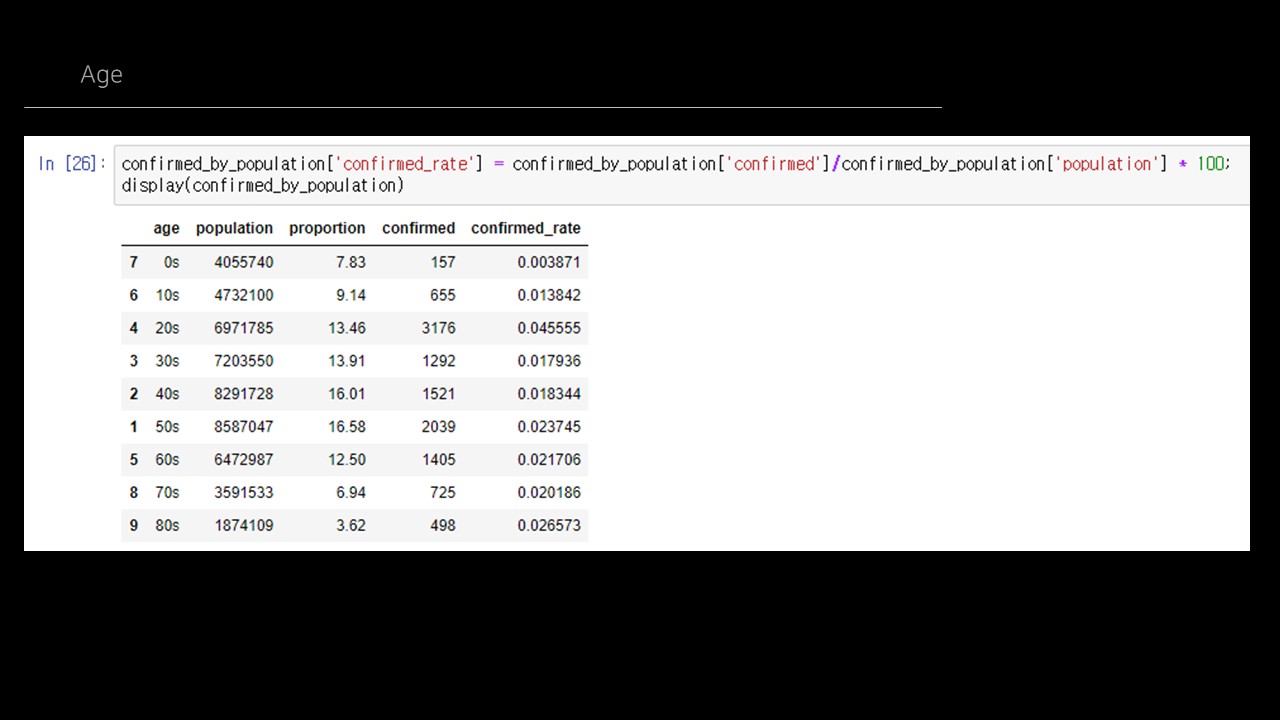 Age
In [26]: confirmed_by_population['confirmed_rate'] = confirmed_by_population['confirmed']/confirmed_by_population['population'] * 100;
display(confirmed_by_population)
age population proportion confirmed confirmed_rate
7 0s 4055740 7.83 157 0.003871
6 10s 4732100 9.14 655 0.013842
4 20s 6971785 13.46 3176 0.045555
3 30s 7203550 13.91 1292 0.017936
2 40s 8291728 16.01 1521 0.018344
1 50s 8587047 16.58 2039 0.023745
5 60s 6472987 12.50 1405 0.021706
8 70s 3591533 6.94 725 0.020186
9 80s 1874109 3.62 498 0.026573